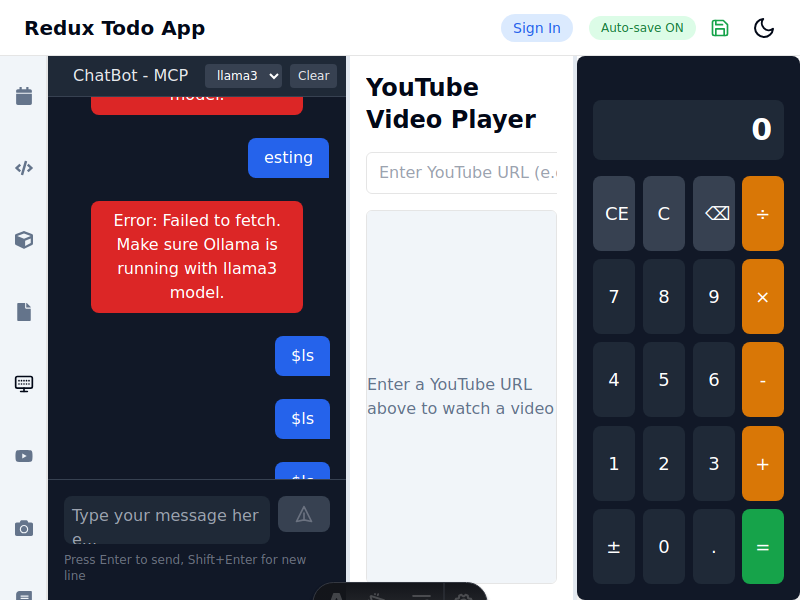 Redux Todo App
Sign In
Auto-save ON
ChatBot - MCP
llama3
Clear
model.
esting
Error: Failed to fetch.
Make sure Ollama is
running with llama3
model.
$ls
$ls
$ls
Type your message her
e...
Press Enter to send, Shift+Enter for new
line
YouTube
Video Player
Enter YouTube URL (e.
Enter a YouTube URL
above to watch a video
0
CE
C
⌫
÷
7
8
9
×
4
5
6
-
1
2
3
+
±
0
.
=